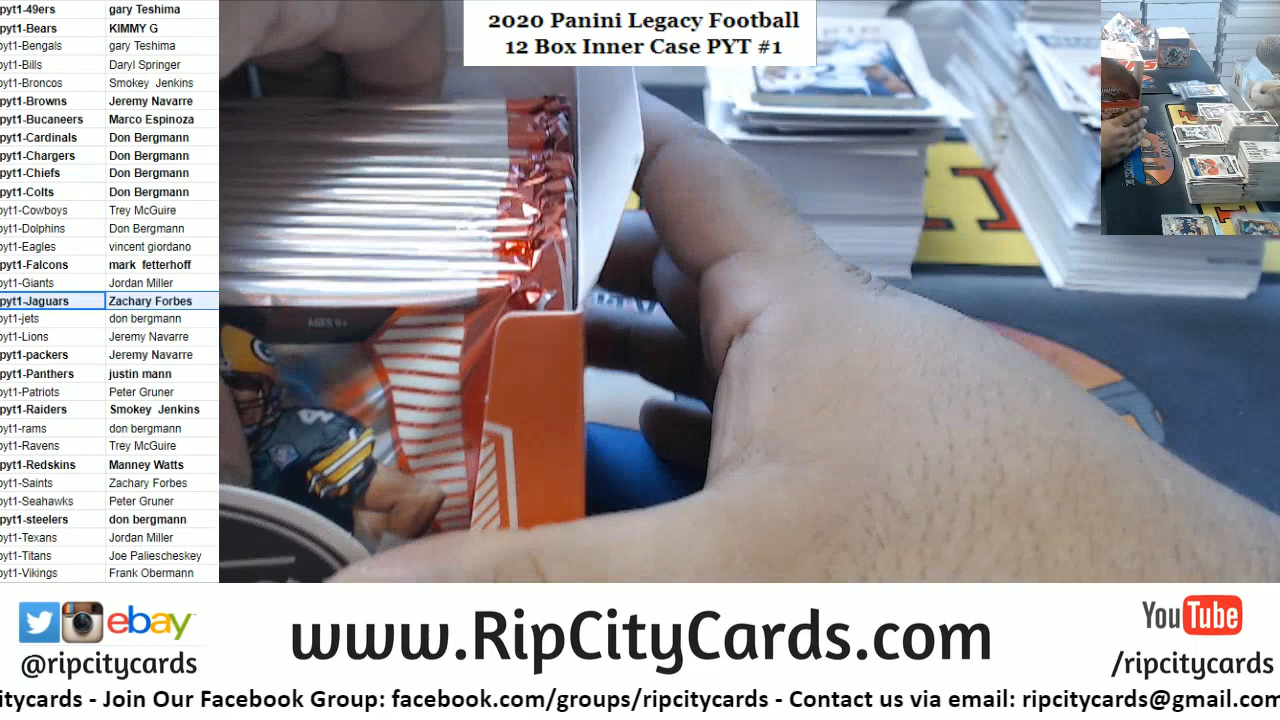 pyt1-49ers gary Teshima
pyt1-Bears KIMMY G
pyt1-Bengals gary Teshima
pyt1-Bills Daryl Springer
pyt1-Broncos Smokey Jenkins
pyt1-Browns Jeremy Navarre
pyt1-Bucaneers Marco Espinoza
pyt1-Cardinals Don Bergmann
pyt1-Chargers Don Bergmann
pyt1-Chiefs Don Bergmann
pyt1-Colts Don Bergmann
pyt1-Cowboys Trey McGuire
pyt1-Dolphins Don Bergmann
pyt1-Eagles vincent giordano
pyt1-Falcons mark fetterhoff
pyt1-Giants Jordan Miller
pyt1-Jaguars Zachary Forbes
pyt1-jets don bergmann
pyt1-Lions Jeremy Navarre
pyt1-packers Jeremy Navarre
pyt1-Panthers justin mann
pyt1-Patriots Peter Gruner
pyt1-Raiders Smokey Jenkins
pyt1-rams don bergmann
pyt1-Ravens Trey McGuire
pyt1-Redskins Manney Watts
pyt1-Saints Zachary Forbes
pyt1-Seahawks Peter Gruner
pyt1-steelers don bergmann
pyt1-Texans Jordan Miller
pyt1-Titans Joe Paliescheskey
pyt1-Vikings Frank Obermann
2020 Panini Legacy Football
12 Box Inner Case PYT #1
AGES 9+
ebay
@ripcitycards
www.RipCityCards.com
YouTube
/ripcitycards
citycards - Join Our Facebook Group: facebook.com/groups/ripcitycards - Contact us via email: ripcitycards@gmail.com